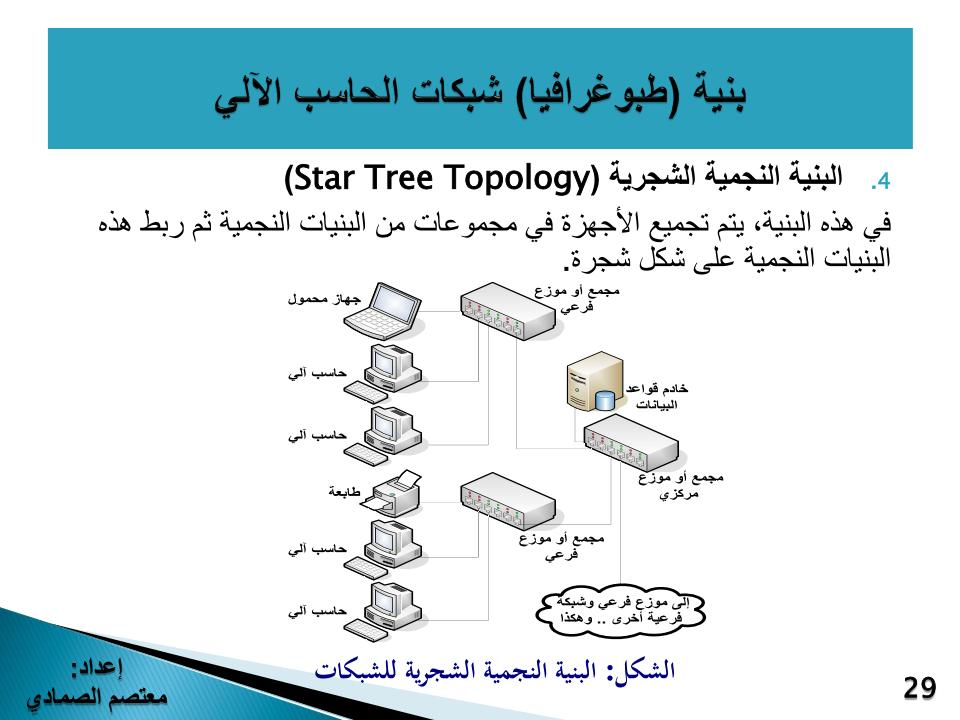 بنية (طبوغرافيا) شبكات الحاسب الآلي
4. البنية النجمية الشجرية (Star Tree Topology)
في هذه البنية، يتم تجميع الأجهزة في مجموعات من البنيات النجمية ثم ربط هذه
البنيات النجمية على شكل شجرة.
مجمع أو موزع
فرعي
جهاز محمول
حاسب آلي
خادم قواعد
البيانات
حاسب آلي
مجمع أو موزع
مركزي
طابعة
مجمع أو موزع
فرعي
حاسب آلي
إلى موزع فرعي وشبكة
فرعية أخرى .. وهكذا
حاسب آلي
الشكل: البنية النجمية الشجرية للشبكات
إعداد:
معتصم الصمادي
29